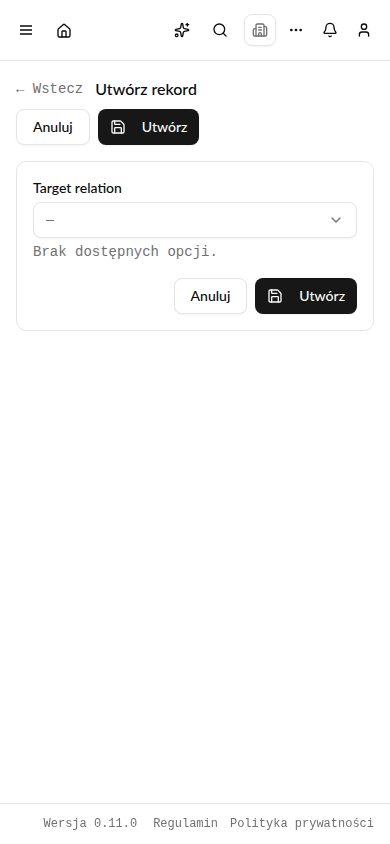 ← Wstecz Utwórz rekord
Anuluj Utwórz
Target relation
—
Brak dostępnych opcji.
Anuluj Utwórz
Wersja 0.11.0 Regulamin Polityka prywatności